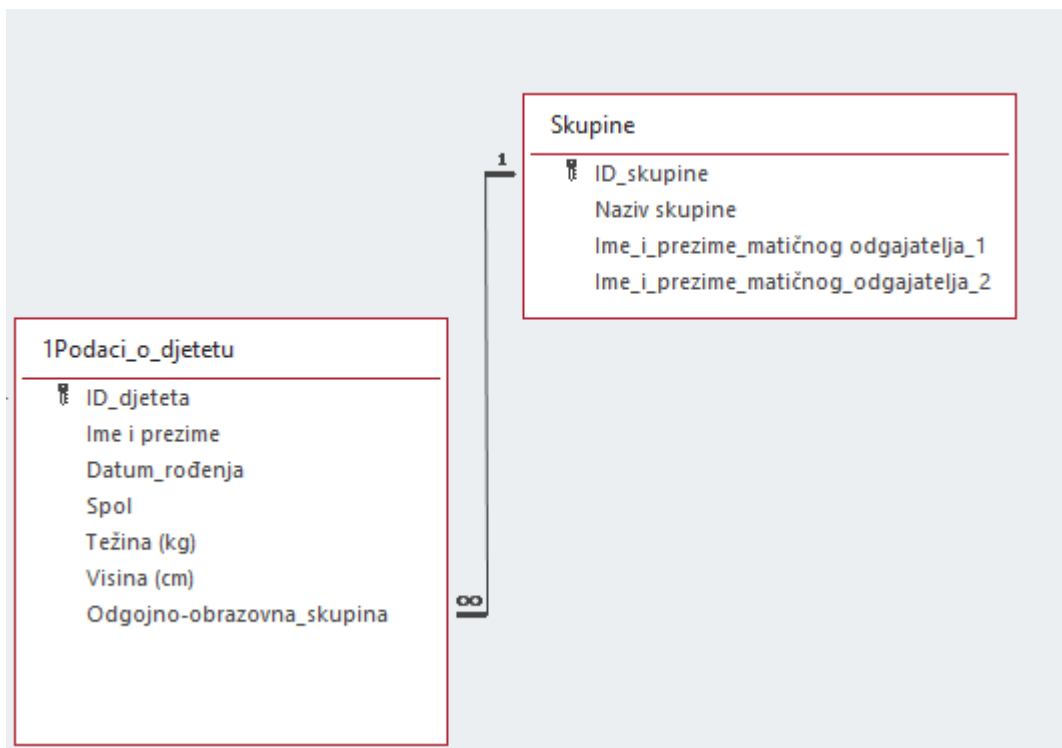 Skupine
1
ID_skupine
Naziv skupine
Ime_i_prezime_matičnog odgajatelja_1
Ime_i_prezime_matičnog_odgajatelja_2
1Podaci_o_djetetu
ID_djeteta
Ime i prezime
Datum_rođenja
Spol
Težina (kg)
Visina (cm)
Odgojno-obrazovna_skupina
∞